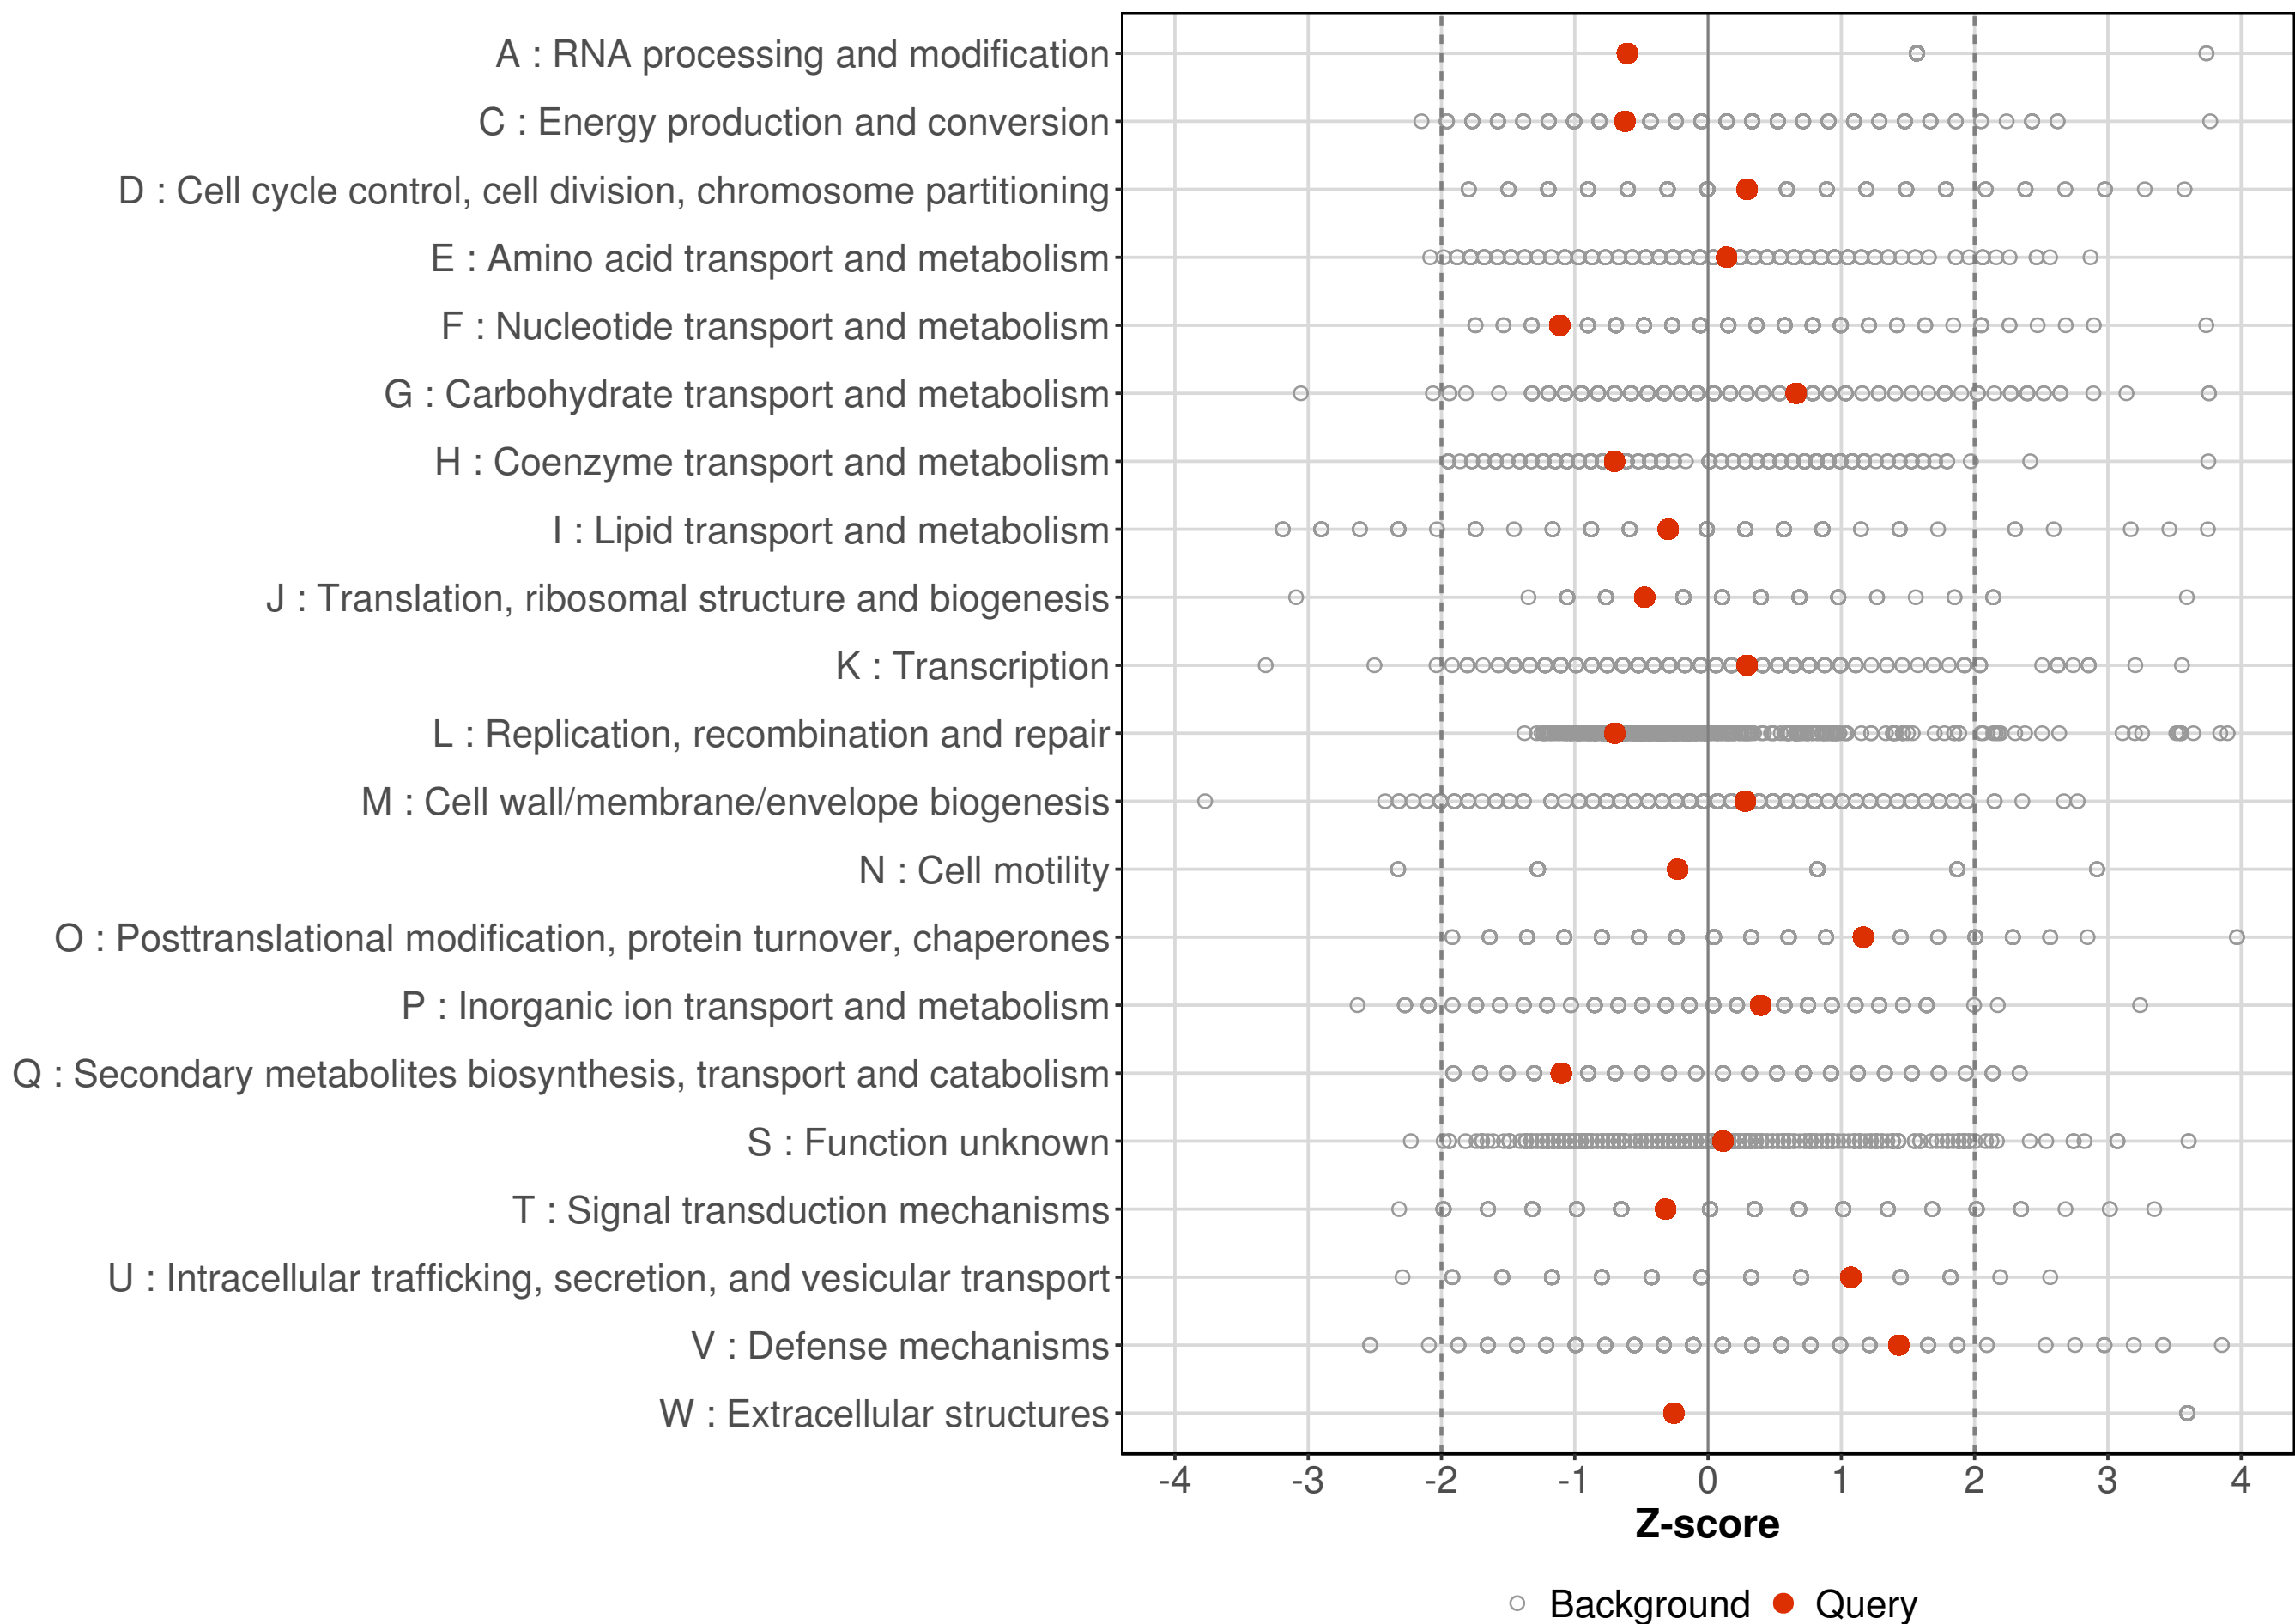 A : RNA processing and modification
C : Energy production and conversion
D : Cell cycle control, cell division, chromosome partitioning
E : Amino acid transport and metabolism
F : Nucleotide transport and metabolism
G : Carbohydrate transport and metabolism
H : Coenzyme transport and metabolism
I : Lipid transport and metabolism
J : Translation, ribosomal structure and biogenesis
K : Transcription
L : Replication, recombination and repair
M : Cell wall/membrane/envelope biogenesis
N : Cell motility
O : Posttranslational modification, protein turnover, chaperones
P : Inorganic ion transport and metabolism
Q : Secondary metabolites biosynthesis, transport and catabolism
S : Function unknown
T : Signal transduction mechanisms
U : Intracellular trafficking, secretion, and vesicular transport
V : Defense mechanisms
W : Extracellular structures
-4 -3 -2 -1 0 1 2 3 4
Z-score
Background Query